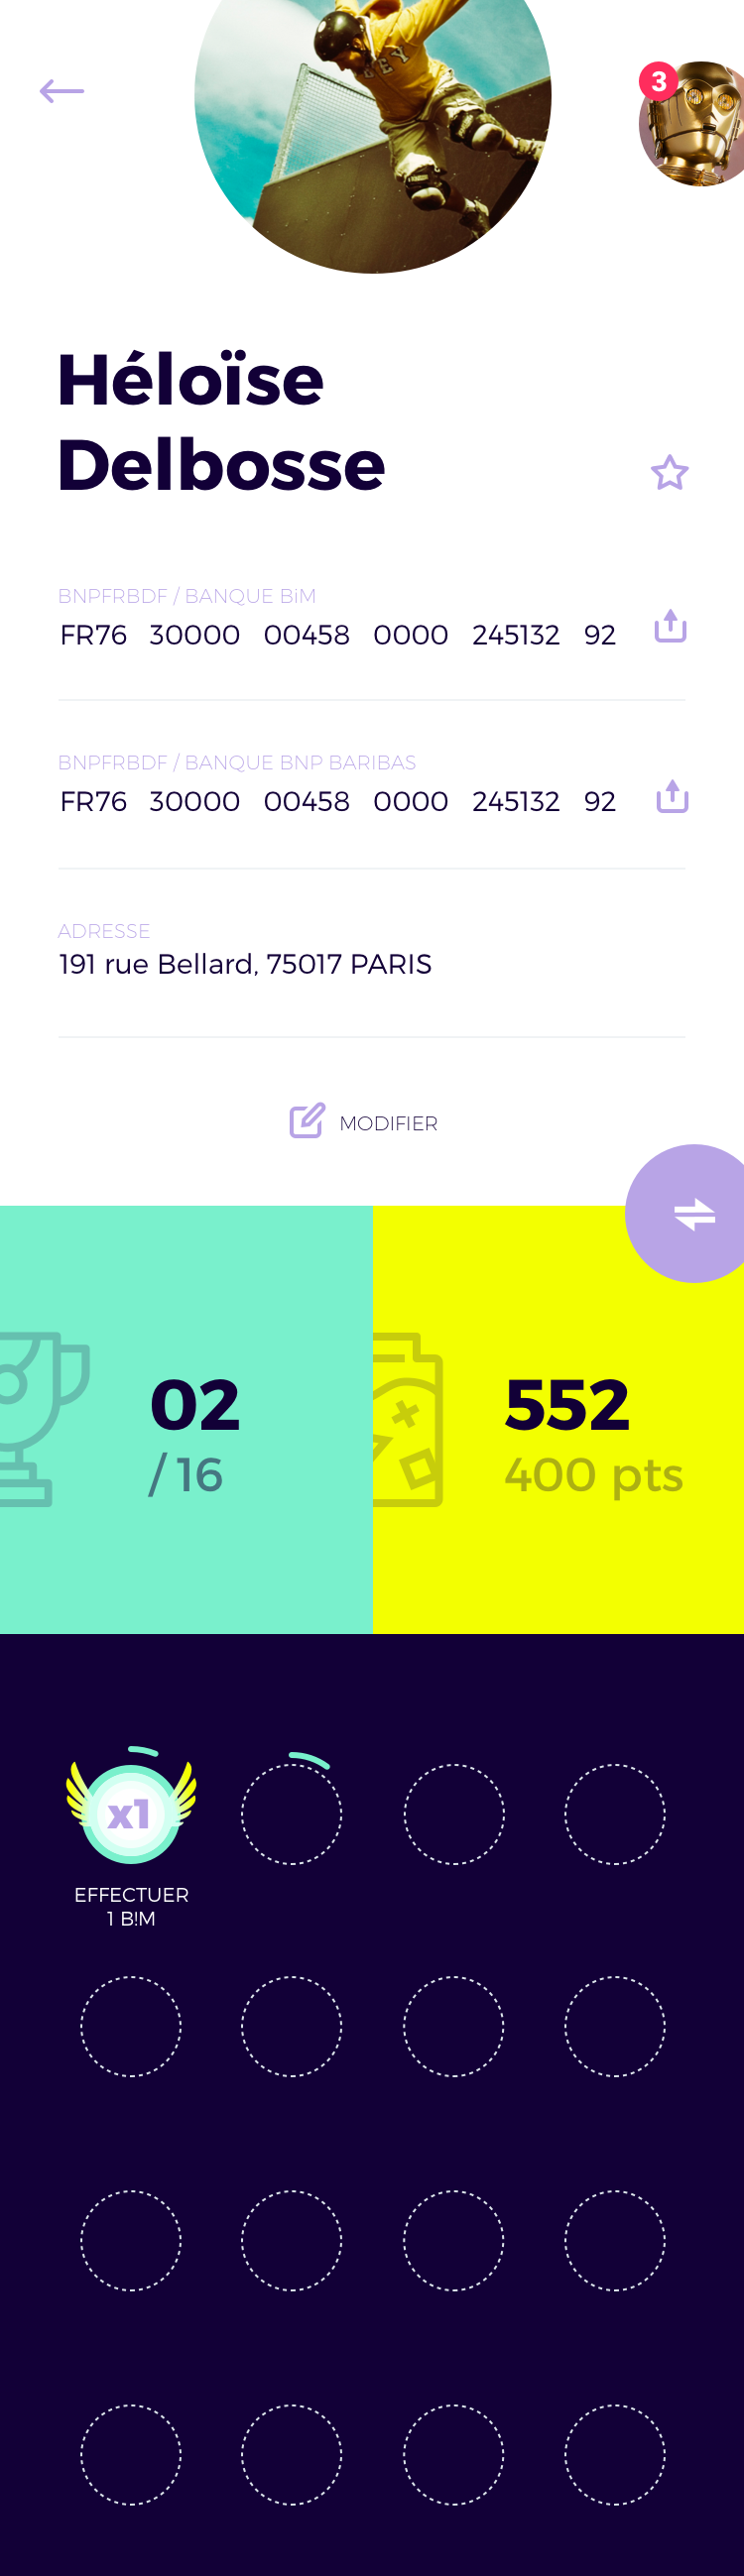 3
BEY
Héloïse
Delbosse
BNPFRBDF / BANQUE BiM
FR76 30000 00458 0000 245132 92
BNPFRBDF / BANQUE BNP BARIBAS
FR76 30000 00458 0000 245132 92
ADRESSE
191 rue Bellard, 75017 PARIS
MODIFIER
02
/ 16
552
400 pts
x1
EFFECTUER
1 B!M